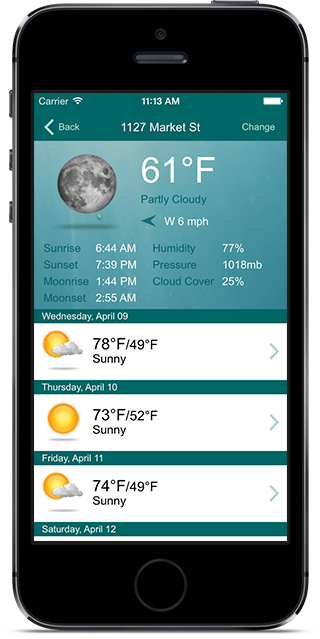 Carrier 11:13 AM
Back 1127 Market St Change
61°F
Partly Cloudy
W 6 mph
Sunrise 6:44 AM Humidity 77%
Sunset 7:39 PM Pressure 1018mb
Moonrise 1:44 PM Cloud Cover 25%
Moonset 2:55 AM
Wednesday, April 09
78°F/49°F
Sunny
Thursday, April 10
73°F/52°F
Sunny
Friday, April 11
74°F/49°F
Sunny
Saturday, April 12